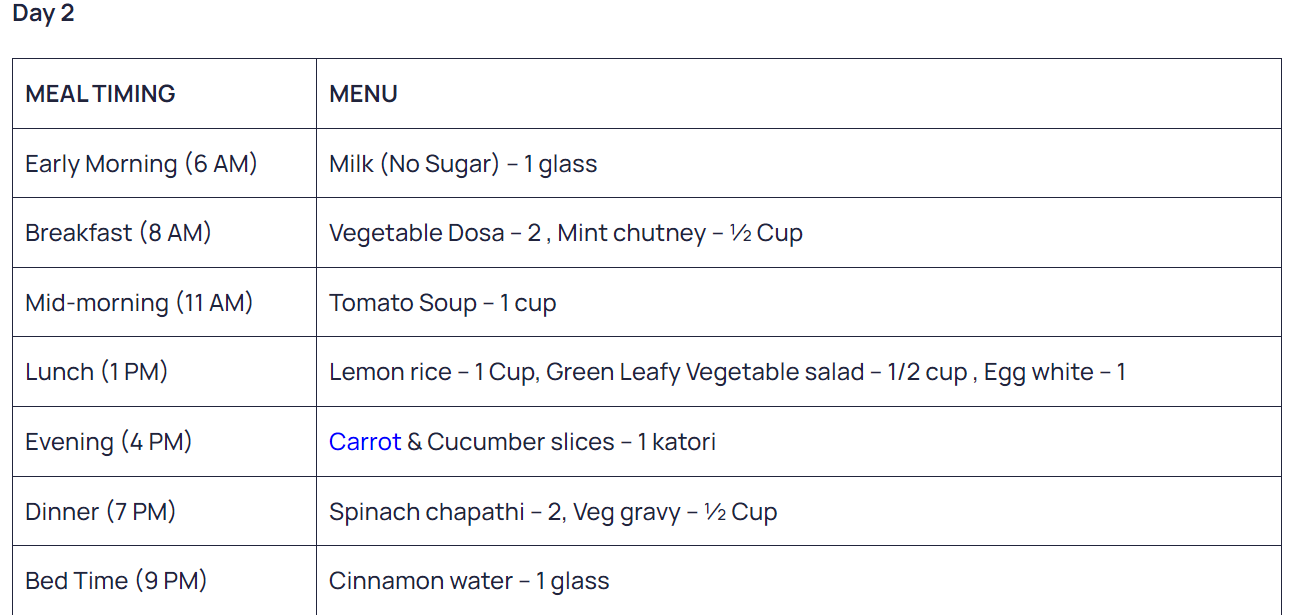 Day 2
MEAL TIMING MENU
Early Morning (6 AM) Milk (No Sugar) – 1 glass
Breakfast (8 AM) Vegetable Dosa – 2 , Mint chutney – ½ Cup
Mid-morning (11 AM) Tomato Soup – 1 cup
Lunch (1 PM) Lemon rice – 1 Cup, Green Leafy Vegetable salad – 1/2 cup , Egg white – 1
Evening (4 PM) Carrot & Cucumber slices – 1 katori
Dinner (7 PM) Spinach chapathi – 2, Veg gravy – ½ Cup
Bed Time (9 PM) Cinnamon water – 1 glass